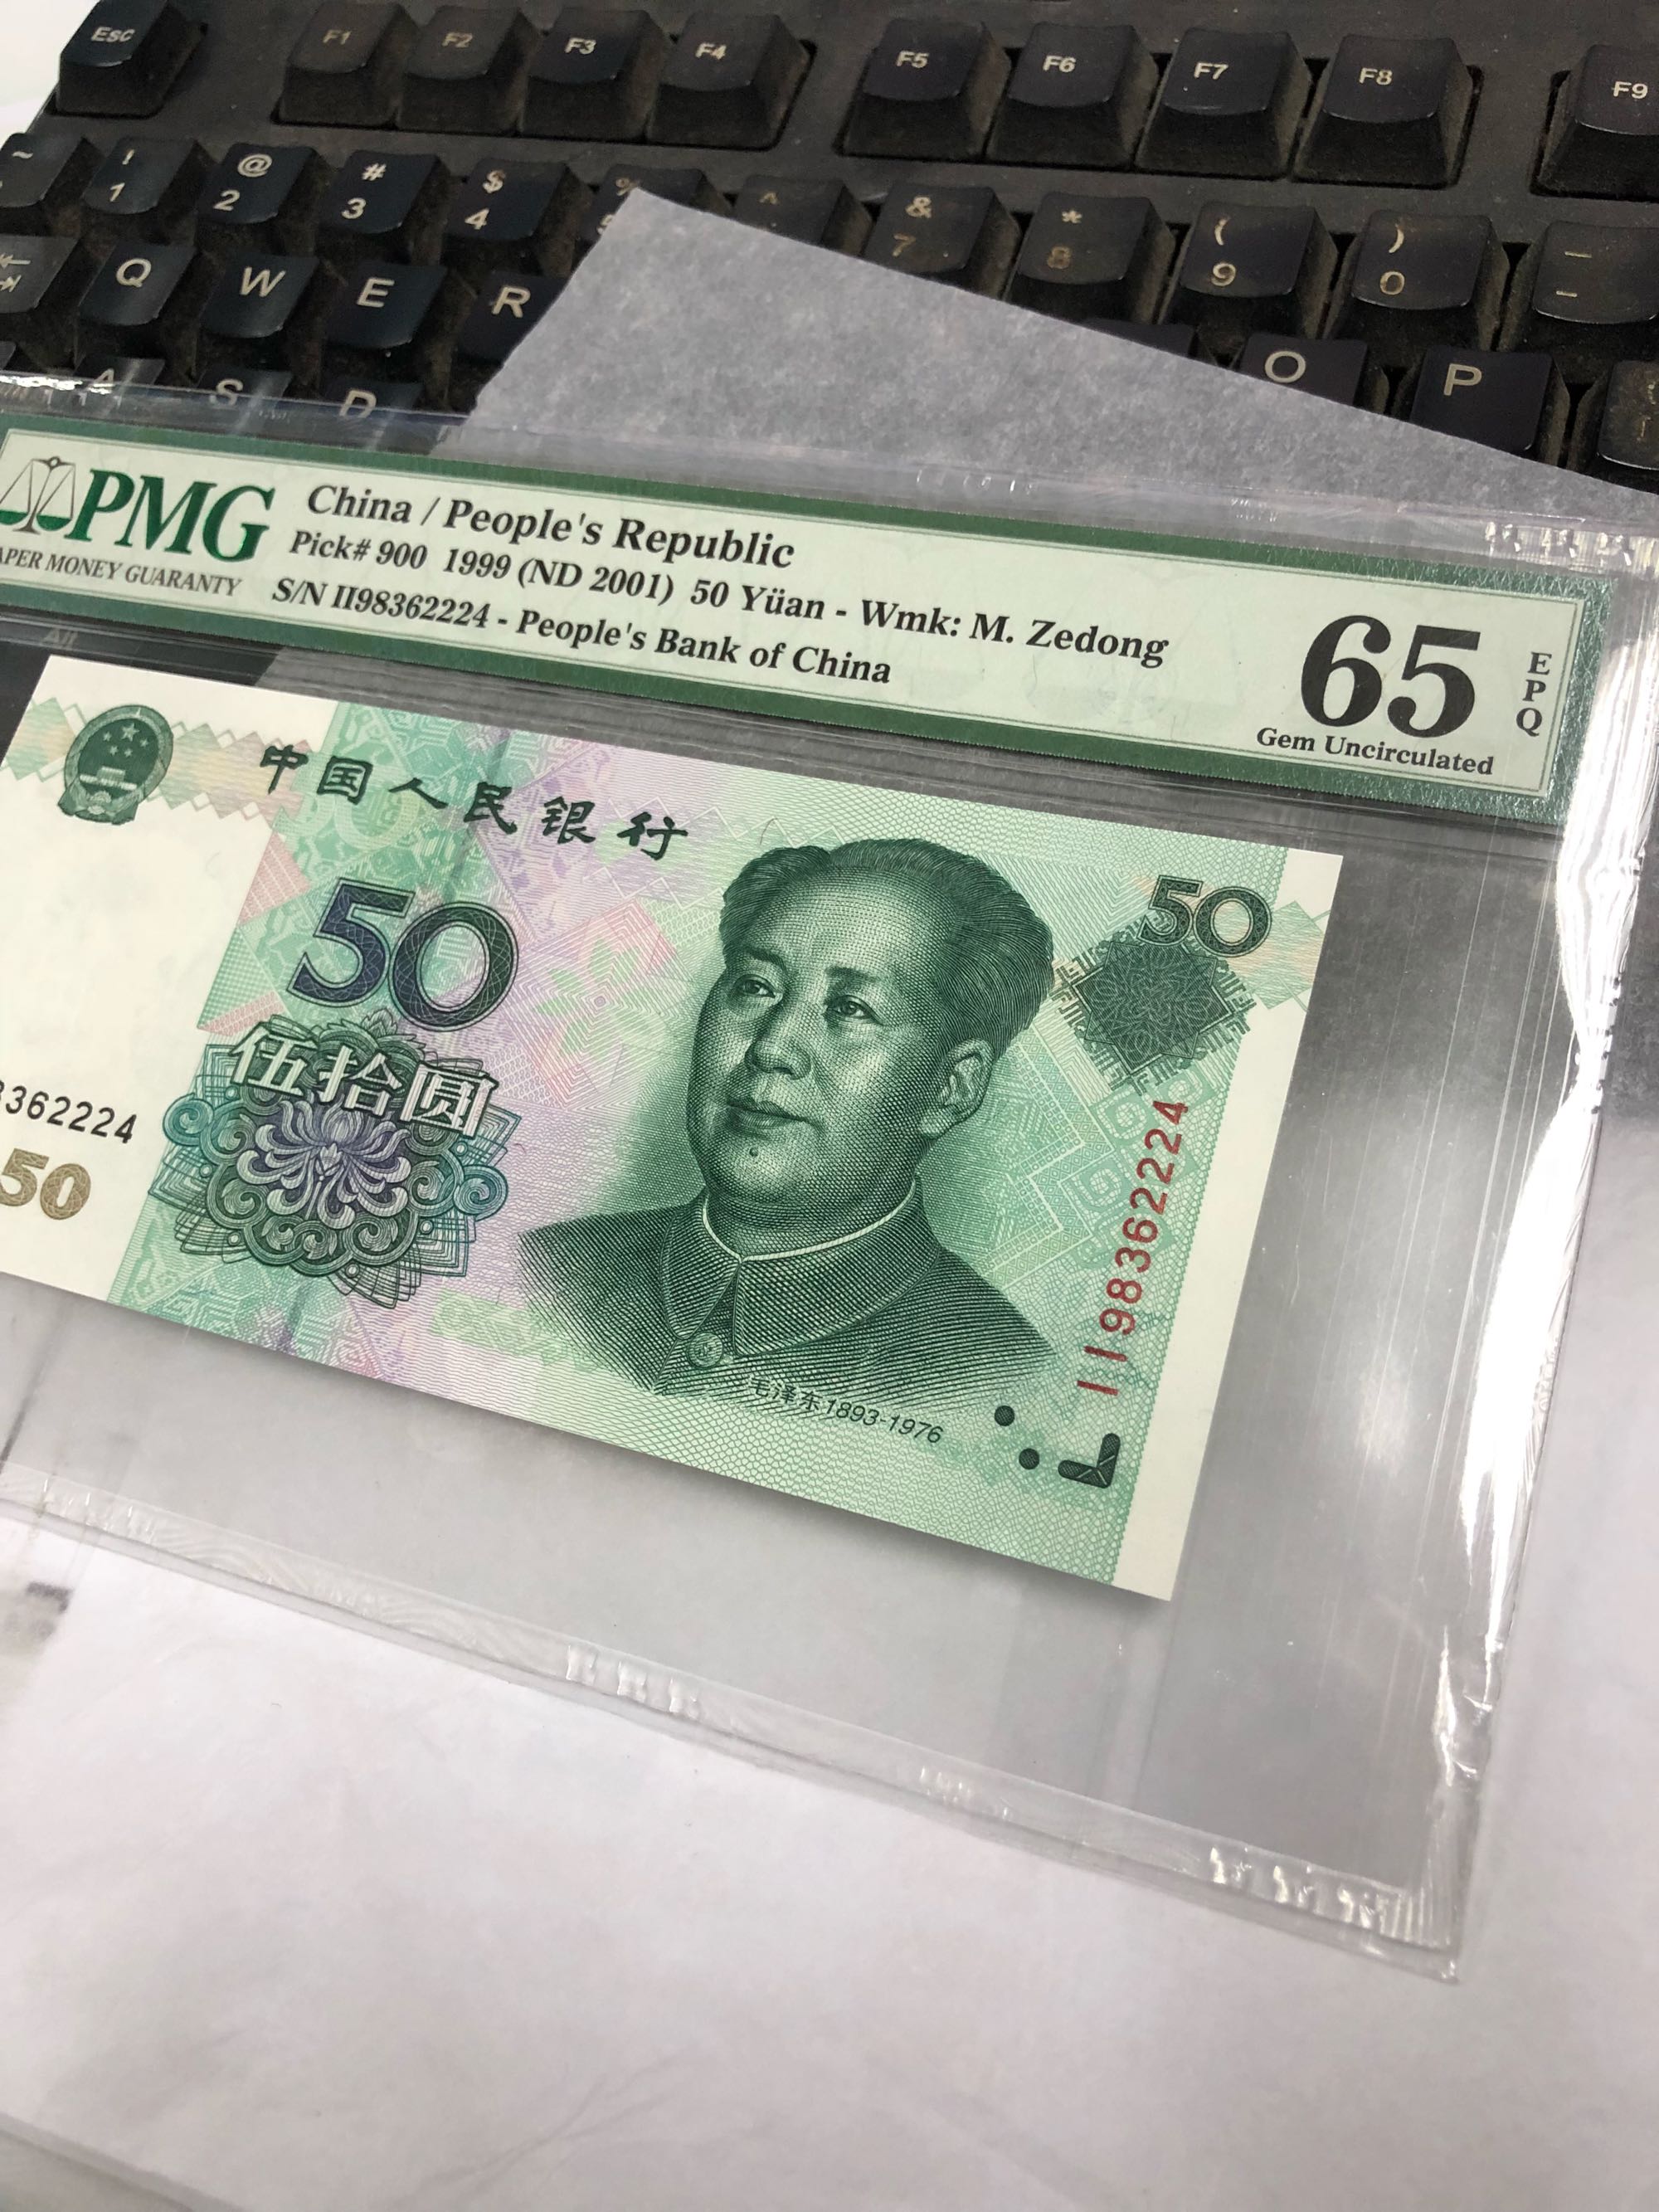 Esc F1 F2 F3 F4 F5 F6 F7 F8 F9
~ ! 1 @ 2 # 3 $ 4 % 5 ^ & 7 * 8 ( 9 ) 0 _ -
Q W E R O P
A S D
PMG
APER MONEY GUARANTY
China / People's Republic
Pick# 900 1999 (ND 2001) 50 Yüan - Wmk: M. Zedong
S/N II98362224 - People's Bank of China
65
EPQ
Gem Uncirculated
中国人民银行
50
50
伍拾圆
8362224
50
II98362224
毛泽东1893-1976